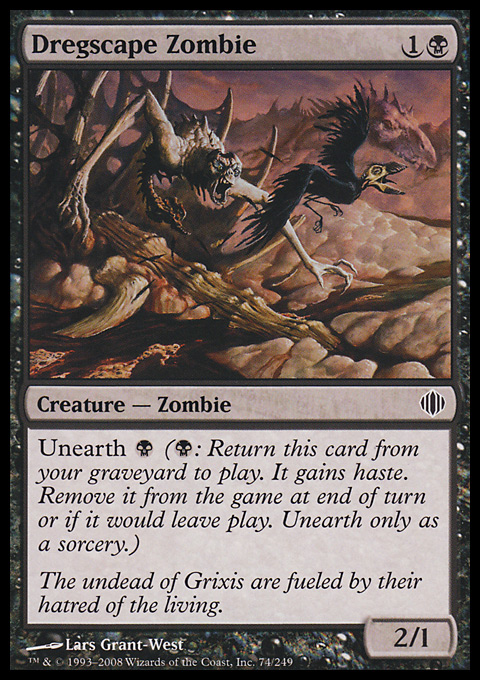 Dregscape Zombie 1
Creature — Zombie
Unearth (: Return this card from
your graveyard to play. It gains haste.
Remove it from the game at end of turn
or if it would leave play. Unearth only as
a sorcery.)
The undead of Grixis are fueled by their
hatred of the living.
Lars Grant-West
2/1
™ & © 1993–2008 Wizards of the Coast, Inc. 74/249